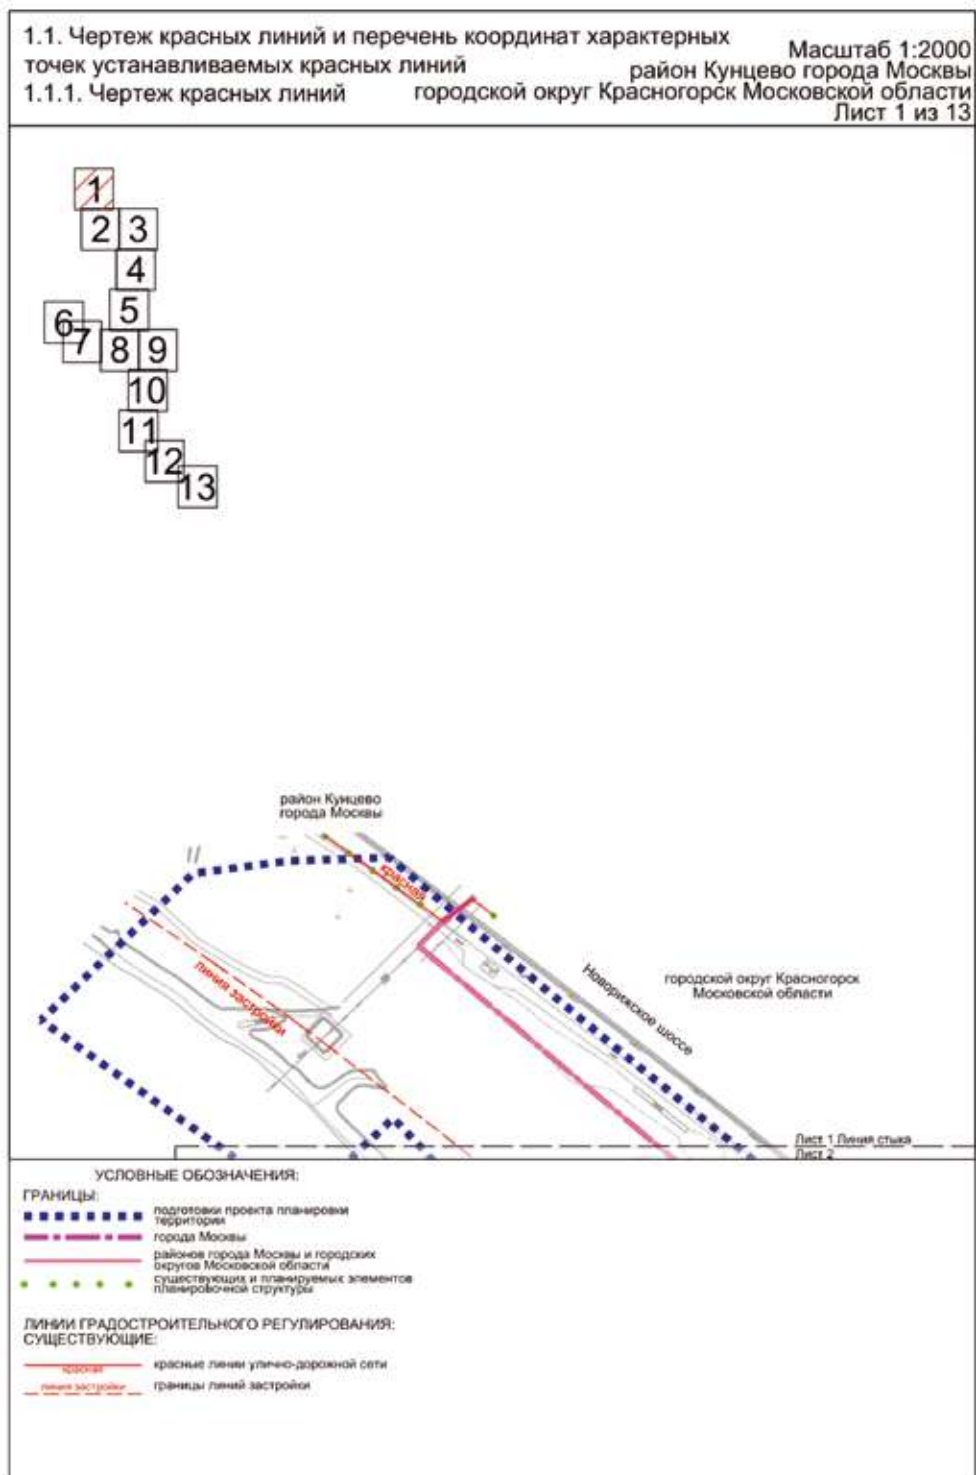 1.1. Чертеж красных линий и перечень координат характерных
точек устанавливаемых красных линий
1.1.1. Чертеж красных линий
Масштаб 1:2000
район Кунцево города Москвы
городской округ Красногорск Московской области
Лист 1 из 13
1
2 3
4
5
6
7
8 9
10
11
12
13
район Кунцево
города Москвы
красная
линия застройки
Новорижское шоссе
городской округ Красногорск
Московской области
Лист 1 Линия стыка
Лист 2
УСЛОВНЫЕ ОБОЗНАЧЕНИЯ:
ГРАНИЦЫ:
подготовки проекта планировки
территории
города Москвы
районов города Москвы и городских
округов Московской области
существующих и планируемых элементов
планировочной структуры
ЛИНИИ ГРАДОСТРОИТЕЛЬНОГО РЕГУЛИРОВАНИЯ:
СУЩЕСТВУЮЩИЕ:
красная
красные линии улично-дорожной сети
линия застройки
границы линий застройки